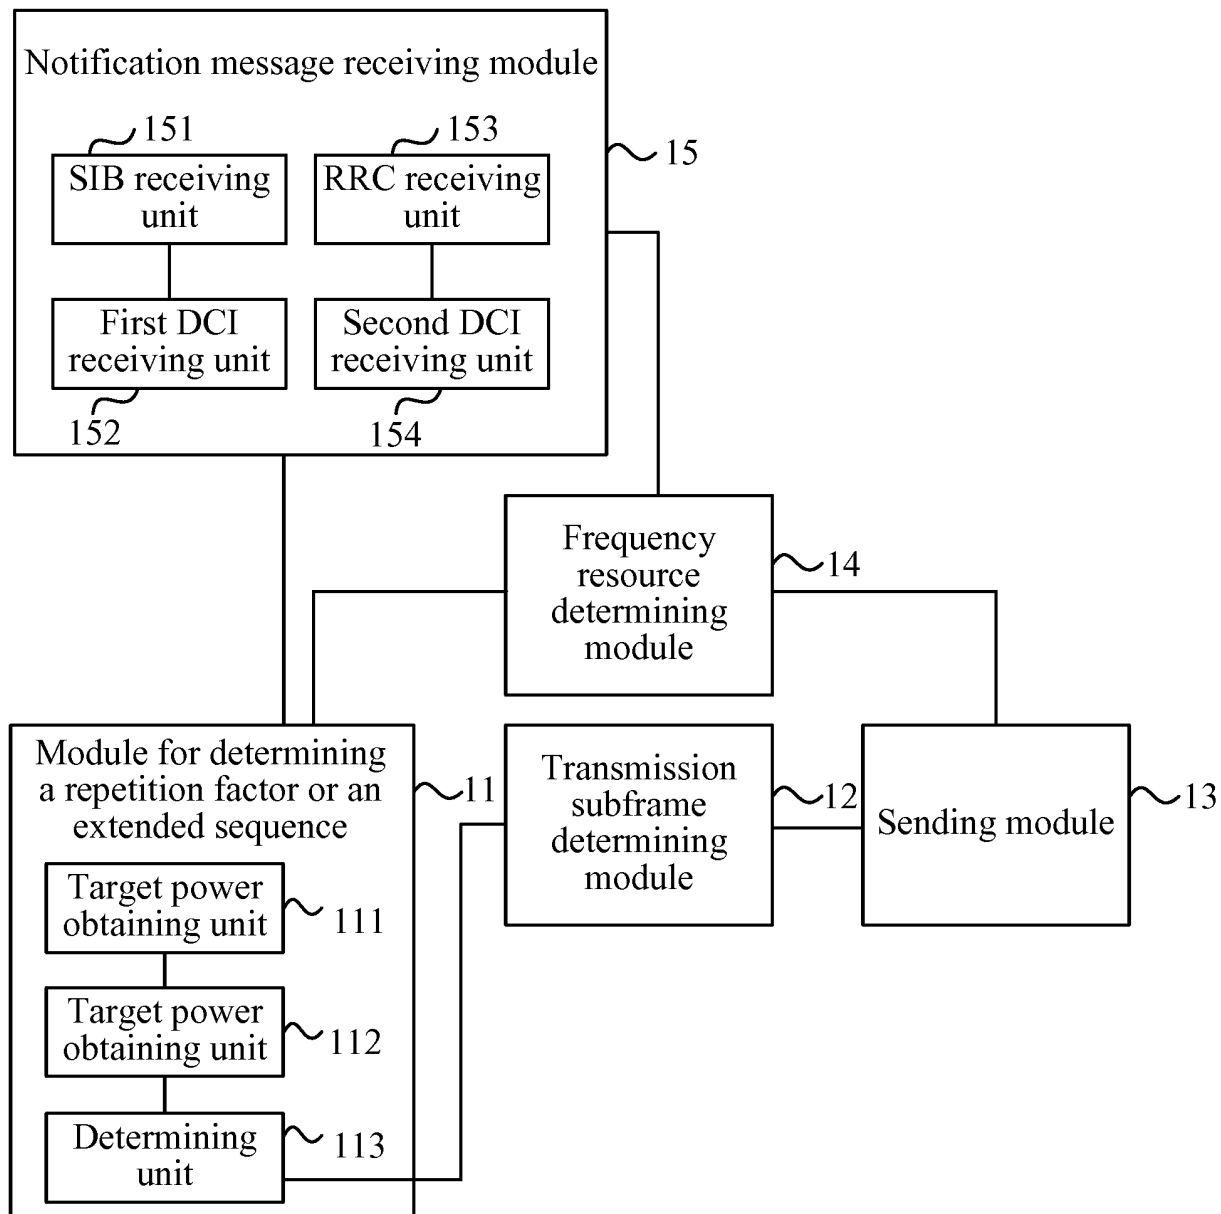 Notification message receiving module
151
153
15
SIB receiving
unit
RRC receiving
unit
First DCI
receiving unit
Second DCI
receiving unit
152
154
Frequency
resource
determining
module
14
Module for determining
a repetition factor or an
extended sequence
11
Transmission
subframe
determining
module
12
Sending module
13
Target power
obtaining unit
111
Target power
obtaining unit
112
Determining
unit
113